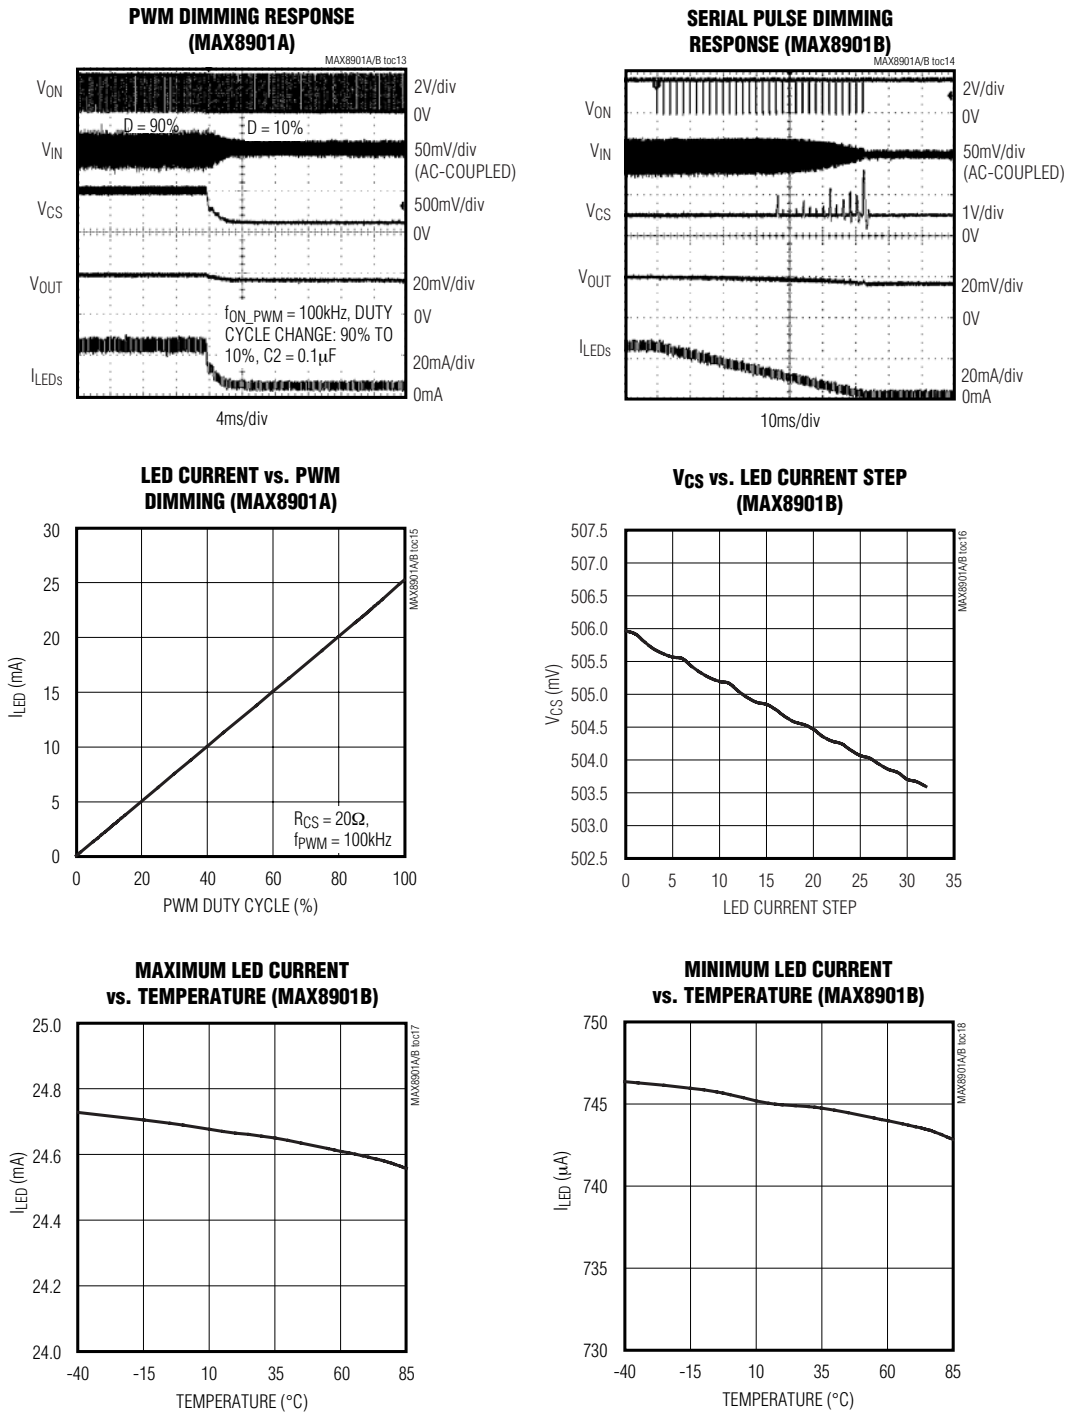 PWM DIMMING RESPONSE
(MAX8901A)
MAX8901A/B toc13
VON
2V/div
0V
D = 90%
D = 10%
VIN
50mV/div
(AC-COUPLED)
VCS
500mV/div
0V
VOUT
20mV/div
0V
fON_PWM = 100kHz, DUTY
CYCLE CHANGE: 90% TO
10%, C2 = 0.1μF
ILEDs
20mA/div
0mA
4ms/div
SERIAL PULSE DIMMING
RESPONSE (MAX8901B)
MAX8901A/B toc14
VON
2V/div
0V
VIN
50mV/div
(AC-COUPLED)
VCS
1V/div
0V
VOUT
20mV/div
0V
ILEDs
20mA/div
0mA
10ms/div
LED CURRENT vs. PWM
DIMMING (MAX8901A)
MAX8901A/B toc15
ILED (mA)
30
25
20
15
10
5
0
RCS = 20Ω,
fPWM = 100kHz
0 20 40 60 80 100
PWM DUTY CYCLE (%)
VCS vs. LED CURRENT STEP
(MAX8901B)
MAX8901A/B toc16
VCS (mV)
507.5
507.0
506.5
506.0
505.5
505.0
504.5
504.0
503.5
503.0
502.5
0 5 10 15 20 25 30 35
LED CURRENT STEP
MAXIMUM LED CURRENT
vs. TEMPERATURE (MAX8901B)
MAX8901A/B toc17
ILED (mA)
25.0
24.8
24.6
24.4
24.2
24.0
-40 -15 10 35 60 85
TEMPERATURE (°C)
MINIMUM LED CURRENT
vs. TEMPERATURE (MAX8901B)
MAX8901A/B toc18
ILED (μA)
750
745
740
735
730
-40 -15 10 35 60 85
TEMPERATURE (°C)